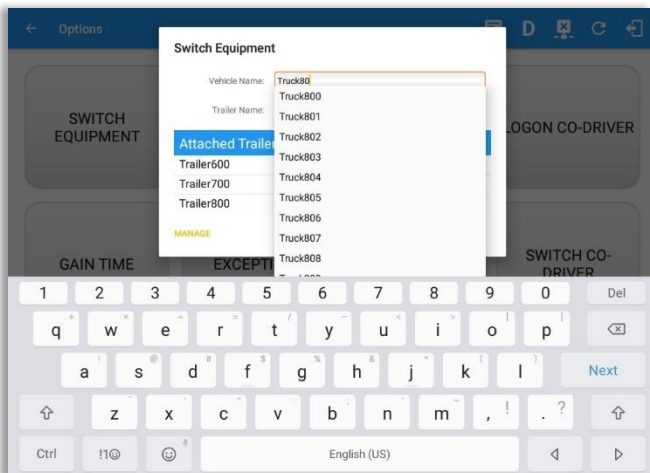 Options
D
Switch Equipment
Vehicle Name: Truck80
Trailer Name:
Truck800
Truck801
Truck802
Truck803
Truck804
Truck805
Truck806
Truck807
Truck808
Attached Trailer
Trailer600
Trailer700
Trailer800
MANAGE
SWITCH
EQUIPMENT
LOGON CO-DRIVER
GAIN TIME
EXCEPTI
SWITCH CO-
DRIVER
1 2 3 4 5 6 7 8 9 0 Del
q + w × e ÷ r = t / y _ u < i > o [ p ]
a ! s @ d # f $ g % h & j * k ( l ) Next
z x c v b n m , ! . ?
Ctrl !1☺ English (US)